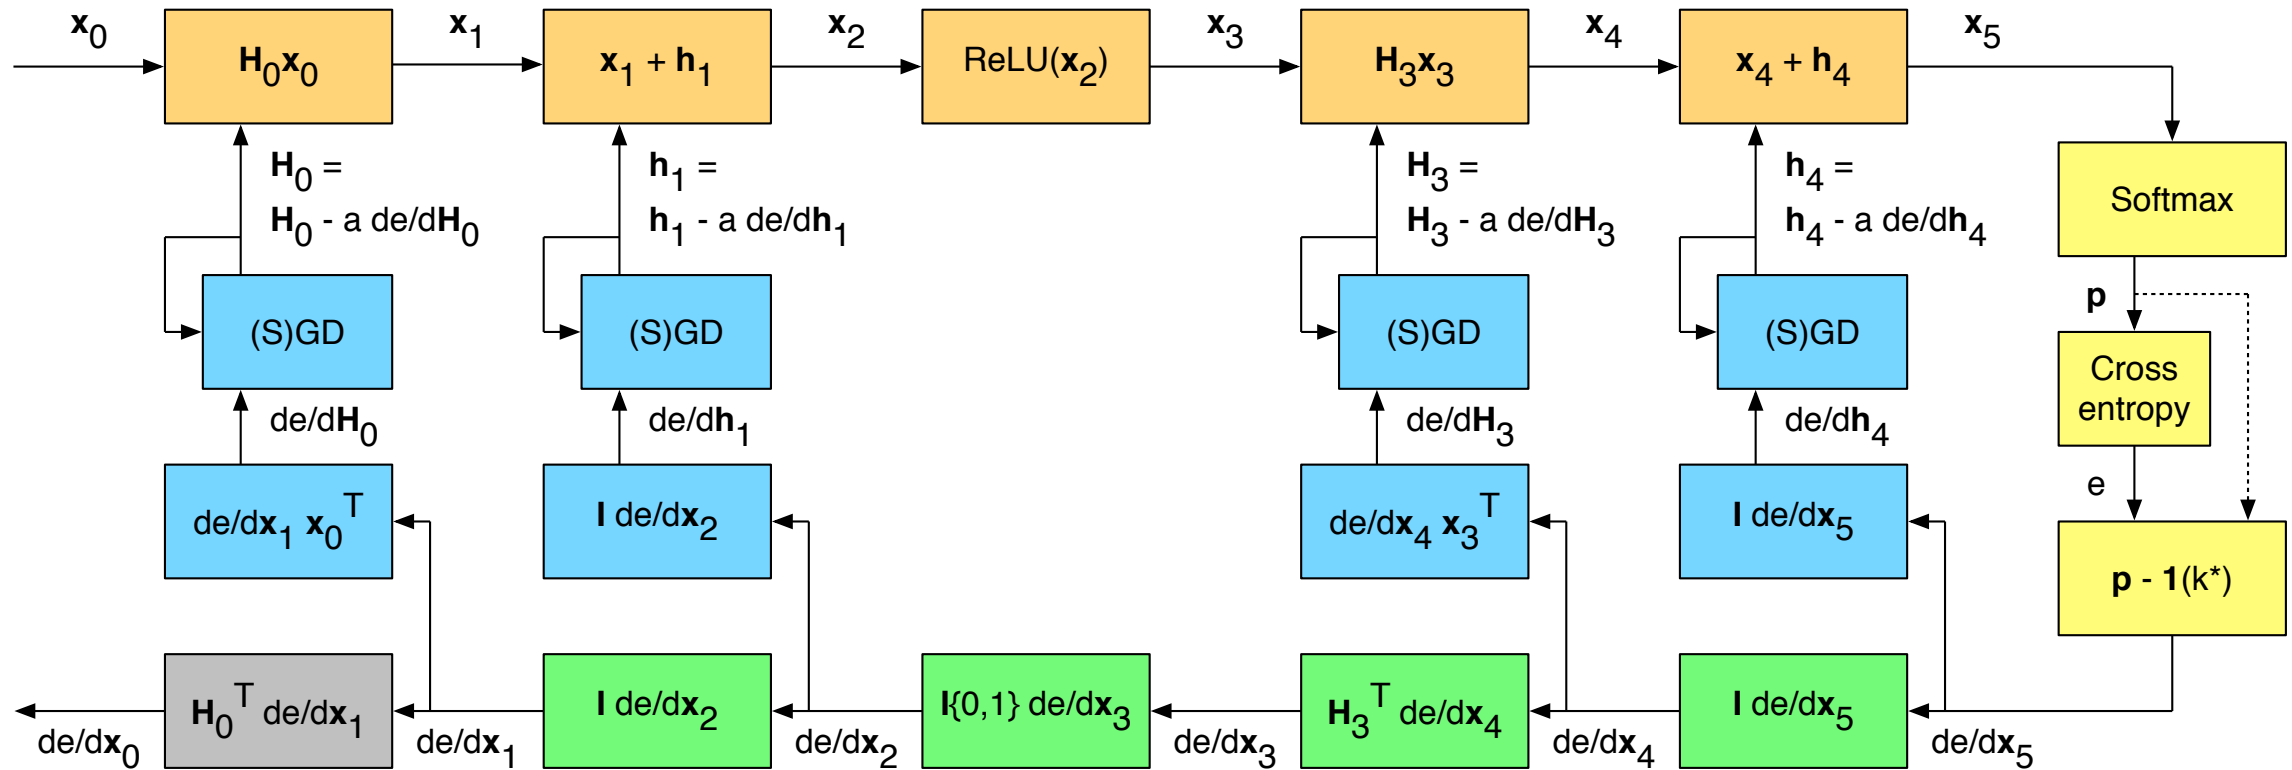 x0
x1
x2
x3
x4
x5
H0x0
x1 + h1
ReLU(x2)
H3x3
x4 + h4
H0 =
H0 - a de/dH0
h1 =
h1 - a de/dh1
H3 =
H3 - a de/dH3
h4 =
h4 - a de/dh4
Softmax
p
(S)GD
(S)GD
(S)GD
(S)GD
Cross
entropy
de/dH0
de/dh1
de/dH3
de/dh4
e
de/dx1 x0^T
I de/dx2
de/dx4 x3^T
I de/dx5
p - 1(k*)
H0^T de/dx1
I de/dx2
I{0,1} de/dx3
H3^T de/dx4
I de/dx5
de/dx0
de/dx1
de/dx2
de/dx3
de/dx4
de/dx5